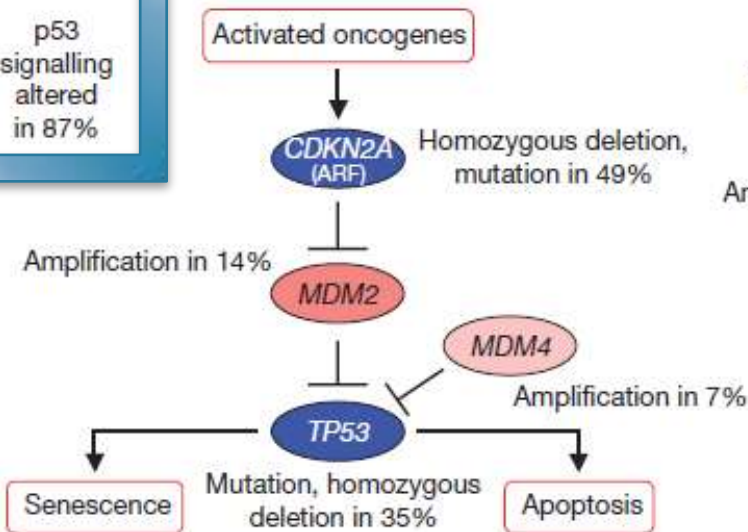 p53
signalling
altered
in 87%
Activated oncogenes
CDKN2A
(ARF)
Homozygous deletion,
mutation in 49%
Amplification in 14%
MDM2
MDM4
Amplification in 7%
TP53
Senescence
Mutation, homozygous
deletion in 35%
Apoptosis